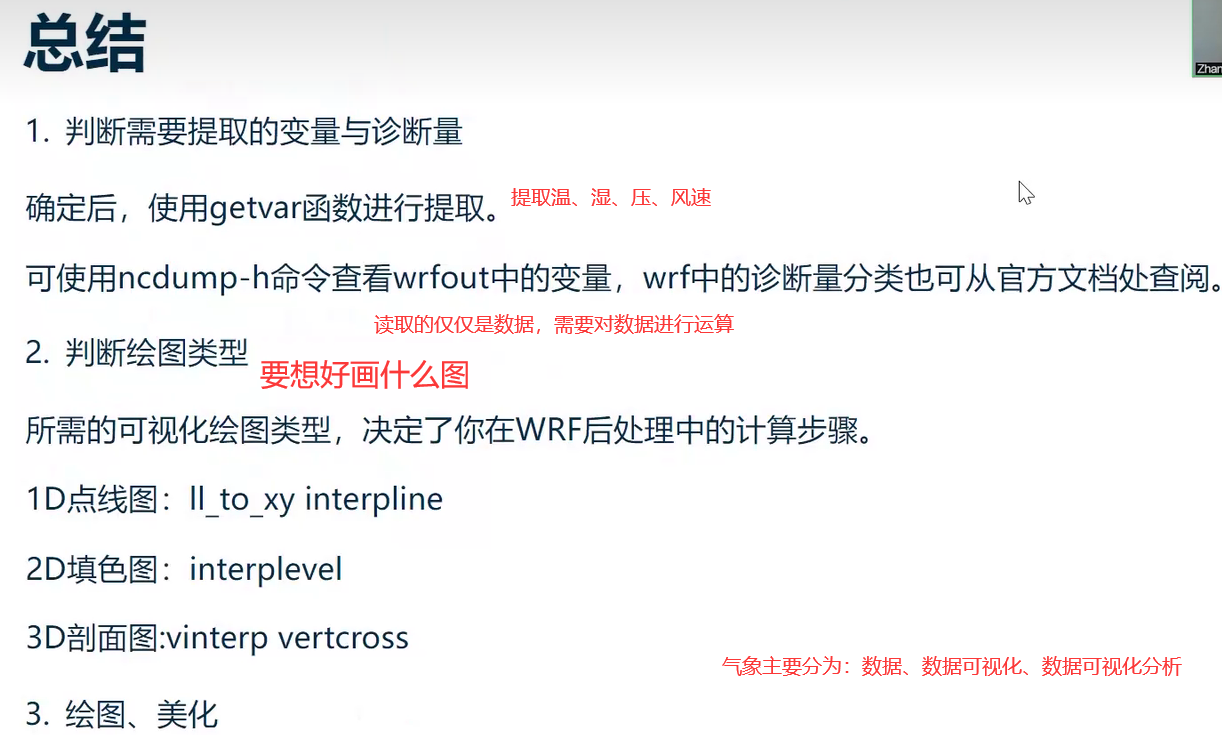 总结
Zhan
1. 判断需要提取的变量与诊断量
确定后，使用getvar函数进行提取。
提取温、湿、压、风速
可使用ncdump-h命令查看wrfout中的变量，wrf中的诊断量分类也可从官方文档处查阅。
读取的仅仅是数据，需要对数据进行运算
2. 判断绘图类型
要想好画什么图
所需的可视化绘图类型，决定了你在WRF后处理中的计算步骤。
1D点线图：ll_to_xy interpline
2D填色图：interplevel
3D剖面图:vinterp vertcross
气象主要分为：数据、数据可视化、数据可视化分析
3. 绘图、美化